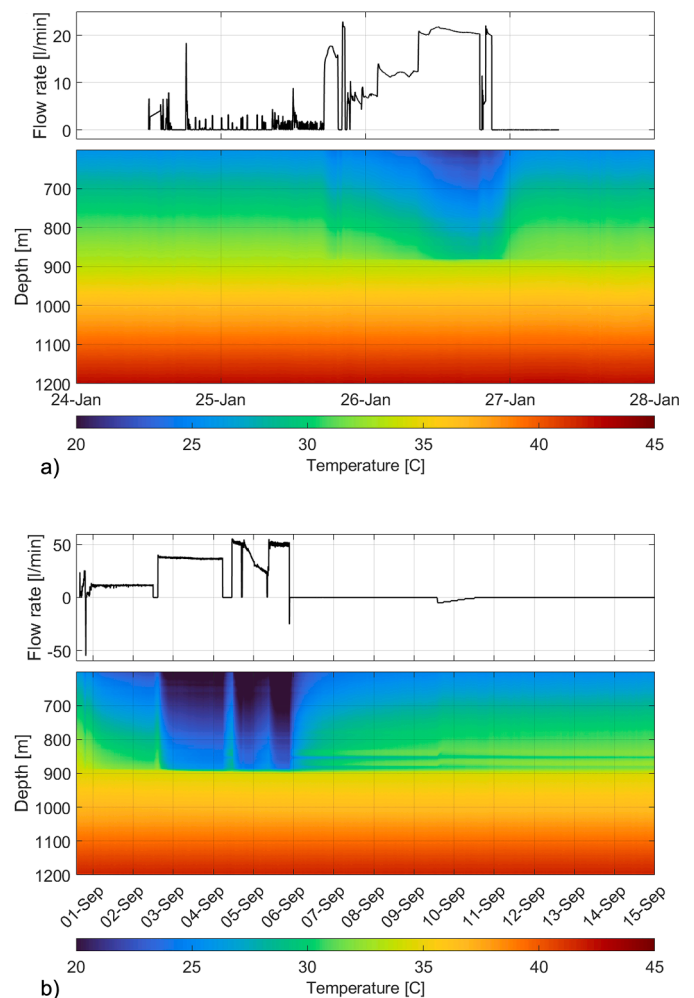 Flow rate [l/min]
20
10
0
Depth [m]
700
800
900
1000
1100
1200
24-Jan 25-Jan 26-Jan 27-Jan 28-Jan
20 25 30 35 40 45
Temperature [C]
a)
Flow rate [l/min]
50
0
-50
Depth [m]
700
800
900
1000
1100
1200
01-Sep 02-Sep 03-Sep 04-Sep 05-Sep 06-Sep 07-Sep 08-Sep 09-Sep 10-Sep 11-Sep 12-Sep 13-Sep 14-Sep 15-Sep
20 25 30 35 40 45
Temperature [C]
b)